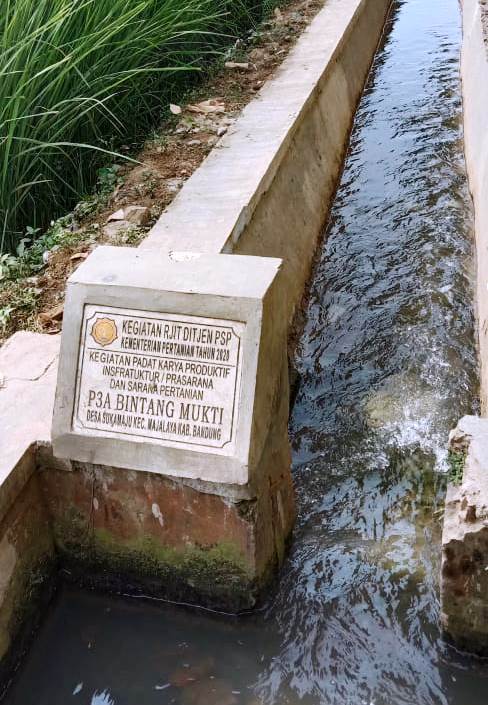 KEGIATAN RJIT DITJEN PSP
KEMENTERIAN PERTANIAN TAHUN 2020
KEGIATAN PADAT KARYA PRODUKTIF
INSFRATUKTUR / PRASARANA
DAN SARANA PERTANIAN
P3A BINTANG MUKTI
DESA SUKAMAJU KEC. MAJALAYA KAB. BANDUNG